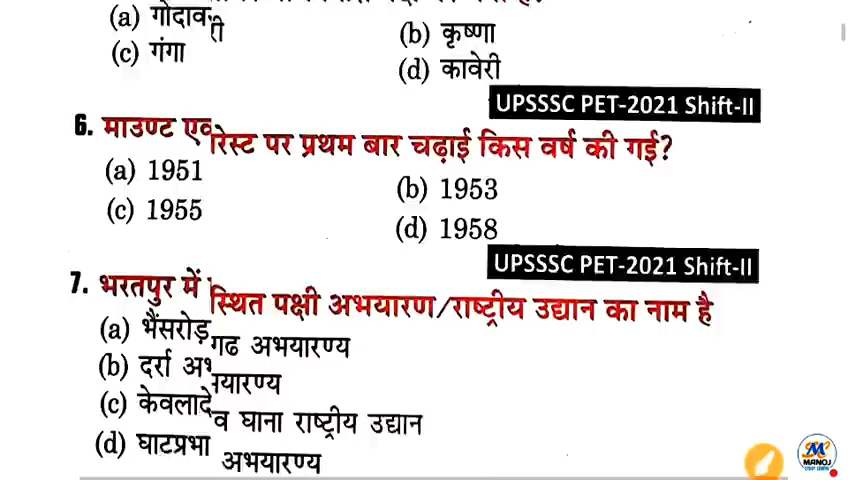 (a) गोदावरी
(b) कृष्णा
(c) गंगा
(d) कावेरी
UPSSSC PET-2021 Shift-II
6. माउण्ट एवरेस्ट पर प्रथम बार चढ़ाई किस वर्ष की गई?
(a) 1951
(b) 1953
(c) 1955
(d) 1958
UPSSSC PET-2021 Shift-II
7. भरतपुर में स्थित पक्षी अभयारण/राष्ट्रीय उद्यान का नाम है
(a) भैंसरोड़गढ अभयारण्य
(b) दर्रा अभयारण्य
(c) केवलादेव घाना राष्ट्रीय उद्यान
(d) घाटप्रभा अभयारण्य
MANOJ